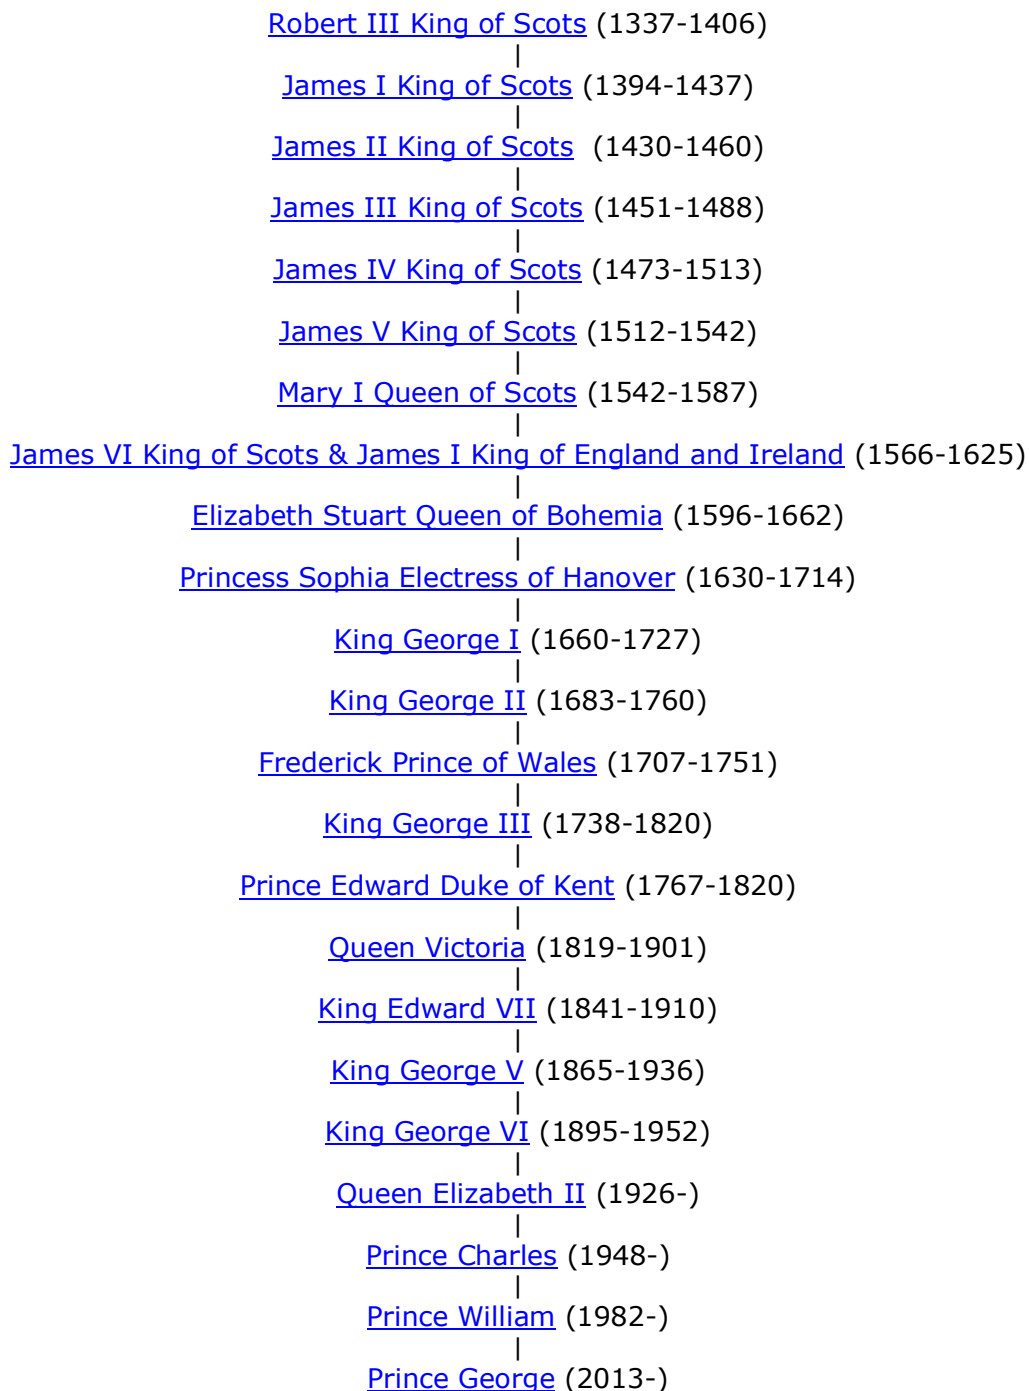 Robert III King of Scots (1337-1406)
|
James I King of Scots (1394-1437)
|
James II King of Scots  (1430-1460)
|
James III King of Scots (1451-1488)
|
James IV King of Scots (1473-1513)
|
James V King of Scots (1512-1542)
|
Mary I Queen of Scots (1542-1587)
|
James VI King of Scots & James I King of England and Ireland (1566-1625)
|
Elizabeth Stuart Queen of Bohemia (1596-1662)
|
Princess Sophia Electress of Hanover (1630-1714)
|
King George I (1660-1727)
|
King George II (1683-1760)
|
Frederick Prince of Wales (1707-1751)
|
King George III (1738-1820)
|
Prince Edward Duke of Kent (1767-1820)
|
Queen Victoria (1819-1901)
|
King Edward VII (1841-1910)
|
King George V (1865-1936)
|
King George VI (1895-1952)
|
Queen Elizabeth II (1926-)
|
Prince Charles (1948-)
|
Prince William (1982-)
|
Prince George (2013-)